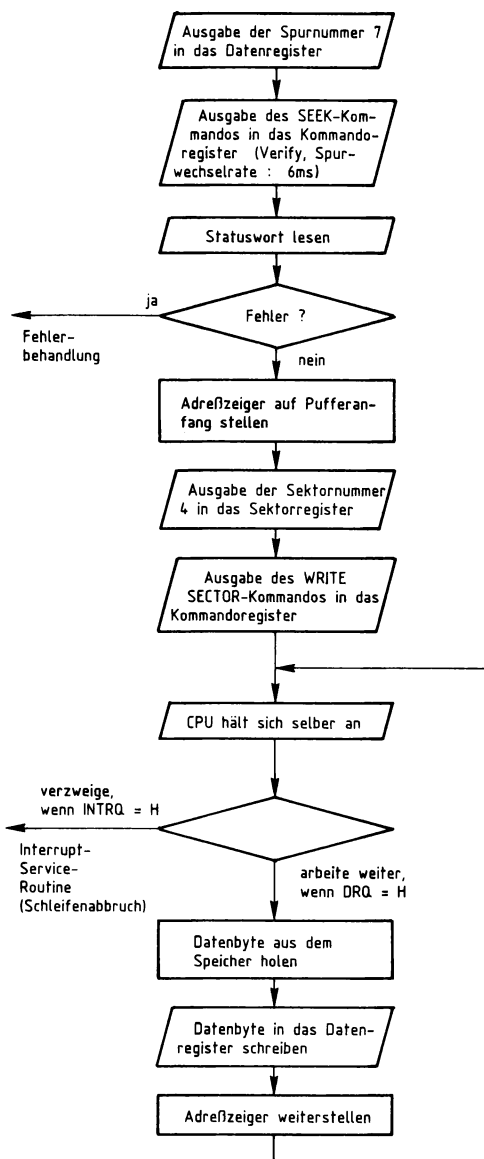 Ausgabe der Spurnummer 7
in das Datenregister
Ausgabe des SEEK-Kom-
mandos in das Kommando-
register (Verify, Spur-
wechselrate : 6ms)
Statuswort lesen
ja
Fehler ?
Fehler-
behandlung
nein
Adreßzeiger auf Pufferan-
fang stellen
Ausgabe der Sektornummer
4 in das Sektorregister
Ausgabe des WRITE
SECTOR-Kommandos in das
Kommandoregister
CPU hält sich selber an
verzweige,
wenn INTRQ = H
Interrupt-
Service-
Routine
(Schleifenabbruch)
arbeite weiter,
wenn DRQ = H
Datenbyte aus dem
Speicher holen
Datenbyte in das Daten-
register schreiben
Adreßzeiger weiterstellen